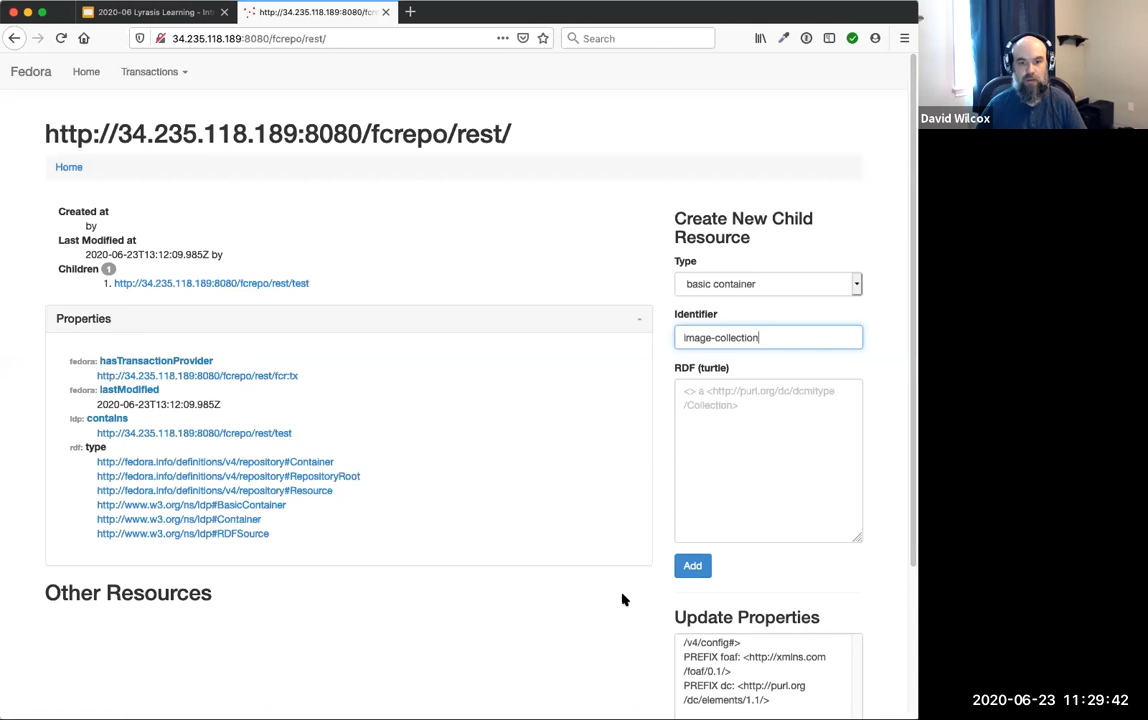 2020-06 Lyrasis Learning - Int
http://34.235.118.189:8080/fcr
34.235.118.189:8080/fcrepo/rest/
Search
Fedora
Home
Transactions
David Wilcox
http://34.235.118.189:8080/fcrepo/rest/
Home
Created at
by
Last Modified at
2020-06-23T13:12:09.985Z by
Children 1
1. http://34.235.118.189:8080/fcrepo/rest/test
Properties
fedora: hasTransactionProvider
http://34.235.118.189:8080/fcrepo/rest/fcr:tx
fedora: lastModified
2020-06-23T13:12:09.985Z
ldp: contains
http://34.235.118.189:8080/fcrepo/rest/test
rdf: type
http://fedora.info/definitions/v4/repository#Container
http://fedora.info/definitions/v4/repository#RepositoryRoot
http://fedora.info/definitions/v4/repository#Resource
http://www.w3.org/ns/ldp#BasicContainer
http://www.w3.org/ns/ldp#Container
http://www.w3.org/ns/ldp#RDFSource
Other Resources
Create New Child
Resource
Type
basic container
Identifier
image-collection
RDF (turtle)
<> a <http://purl.org/dc/dcmitype
/Collection>
Add
Update Properties
/v4/config#>
PREFIX foaf: <http://xmlns.com
/foaf/0.1/>
PREFIX dc: <http://purl.org
/dc/elements/1.1/>
2020-06-23 11:29:42